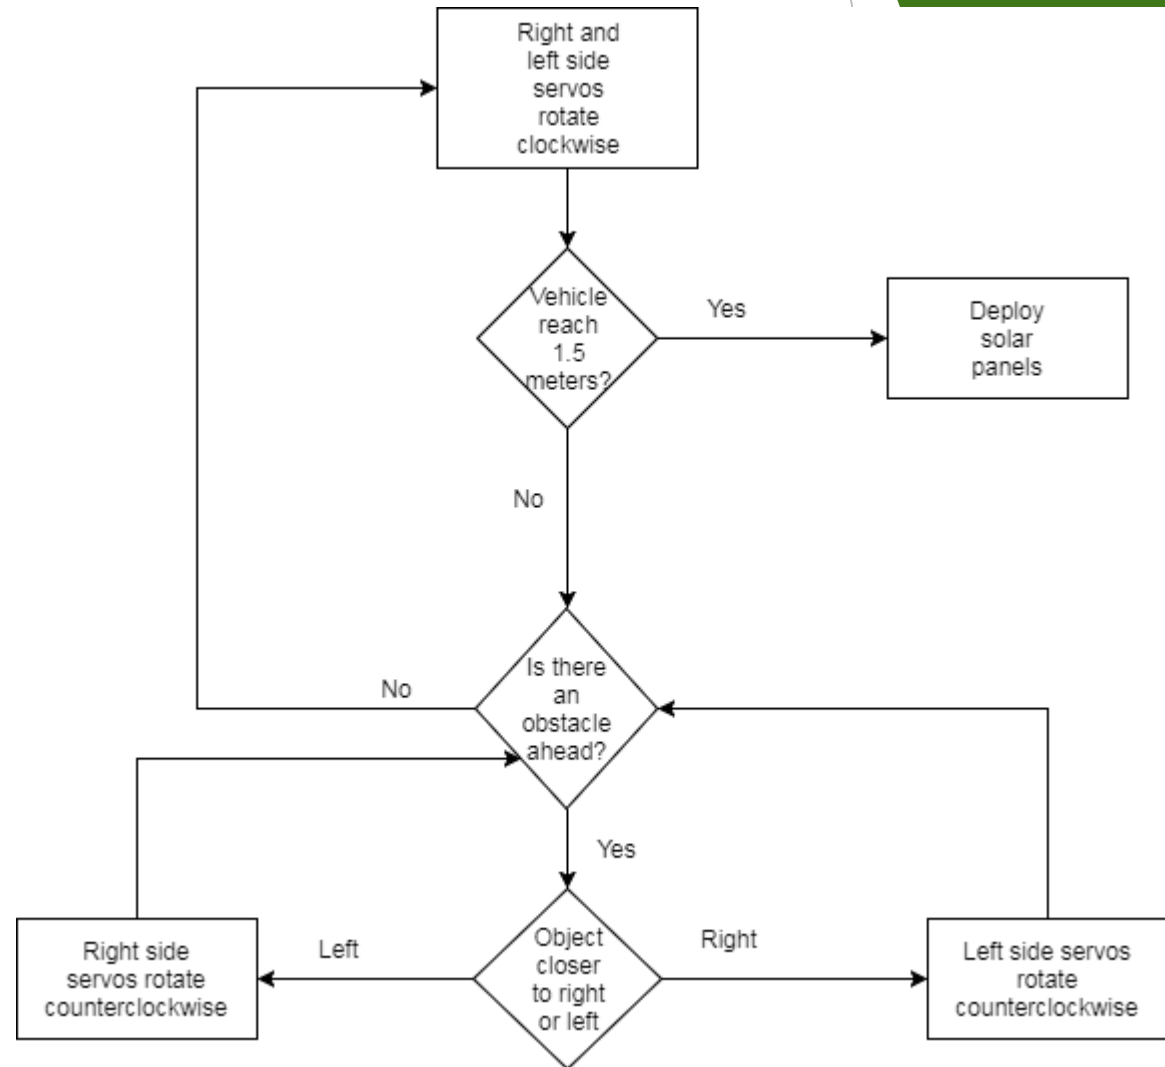 Right and
left side
servos
rotate
clockwise
Vehicle
reach
1.5
meters?
Yes
Deploy
solar
panels
No
Is there
an
obstacle
ahead?
No
Yes
Object
closer
to right
or left
Left
Right side
servos rotate
counterclockwise
Right
Left side servos
rotate
counterclockwise